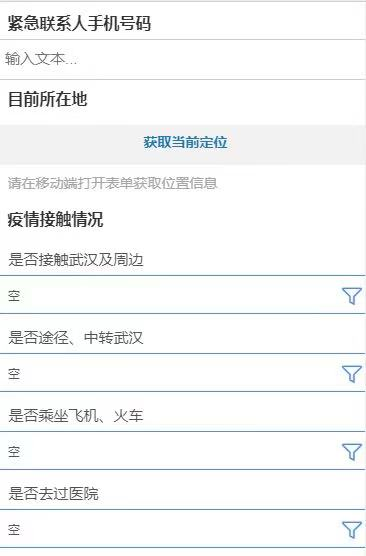 紧急联系人手机号码
输入文本...
目前所在地
获取当前定位
请在移动端打开表单获取位置信息
疫情接触情况
是否接触武汉及周边
空
是否途径、中转武汉
空
是否乘坐飞机、火车
空
是否去过医院
空